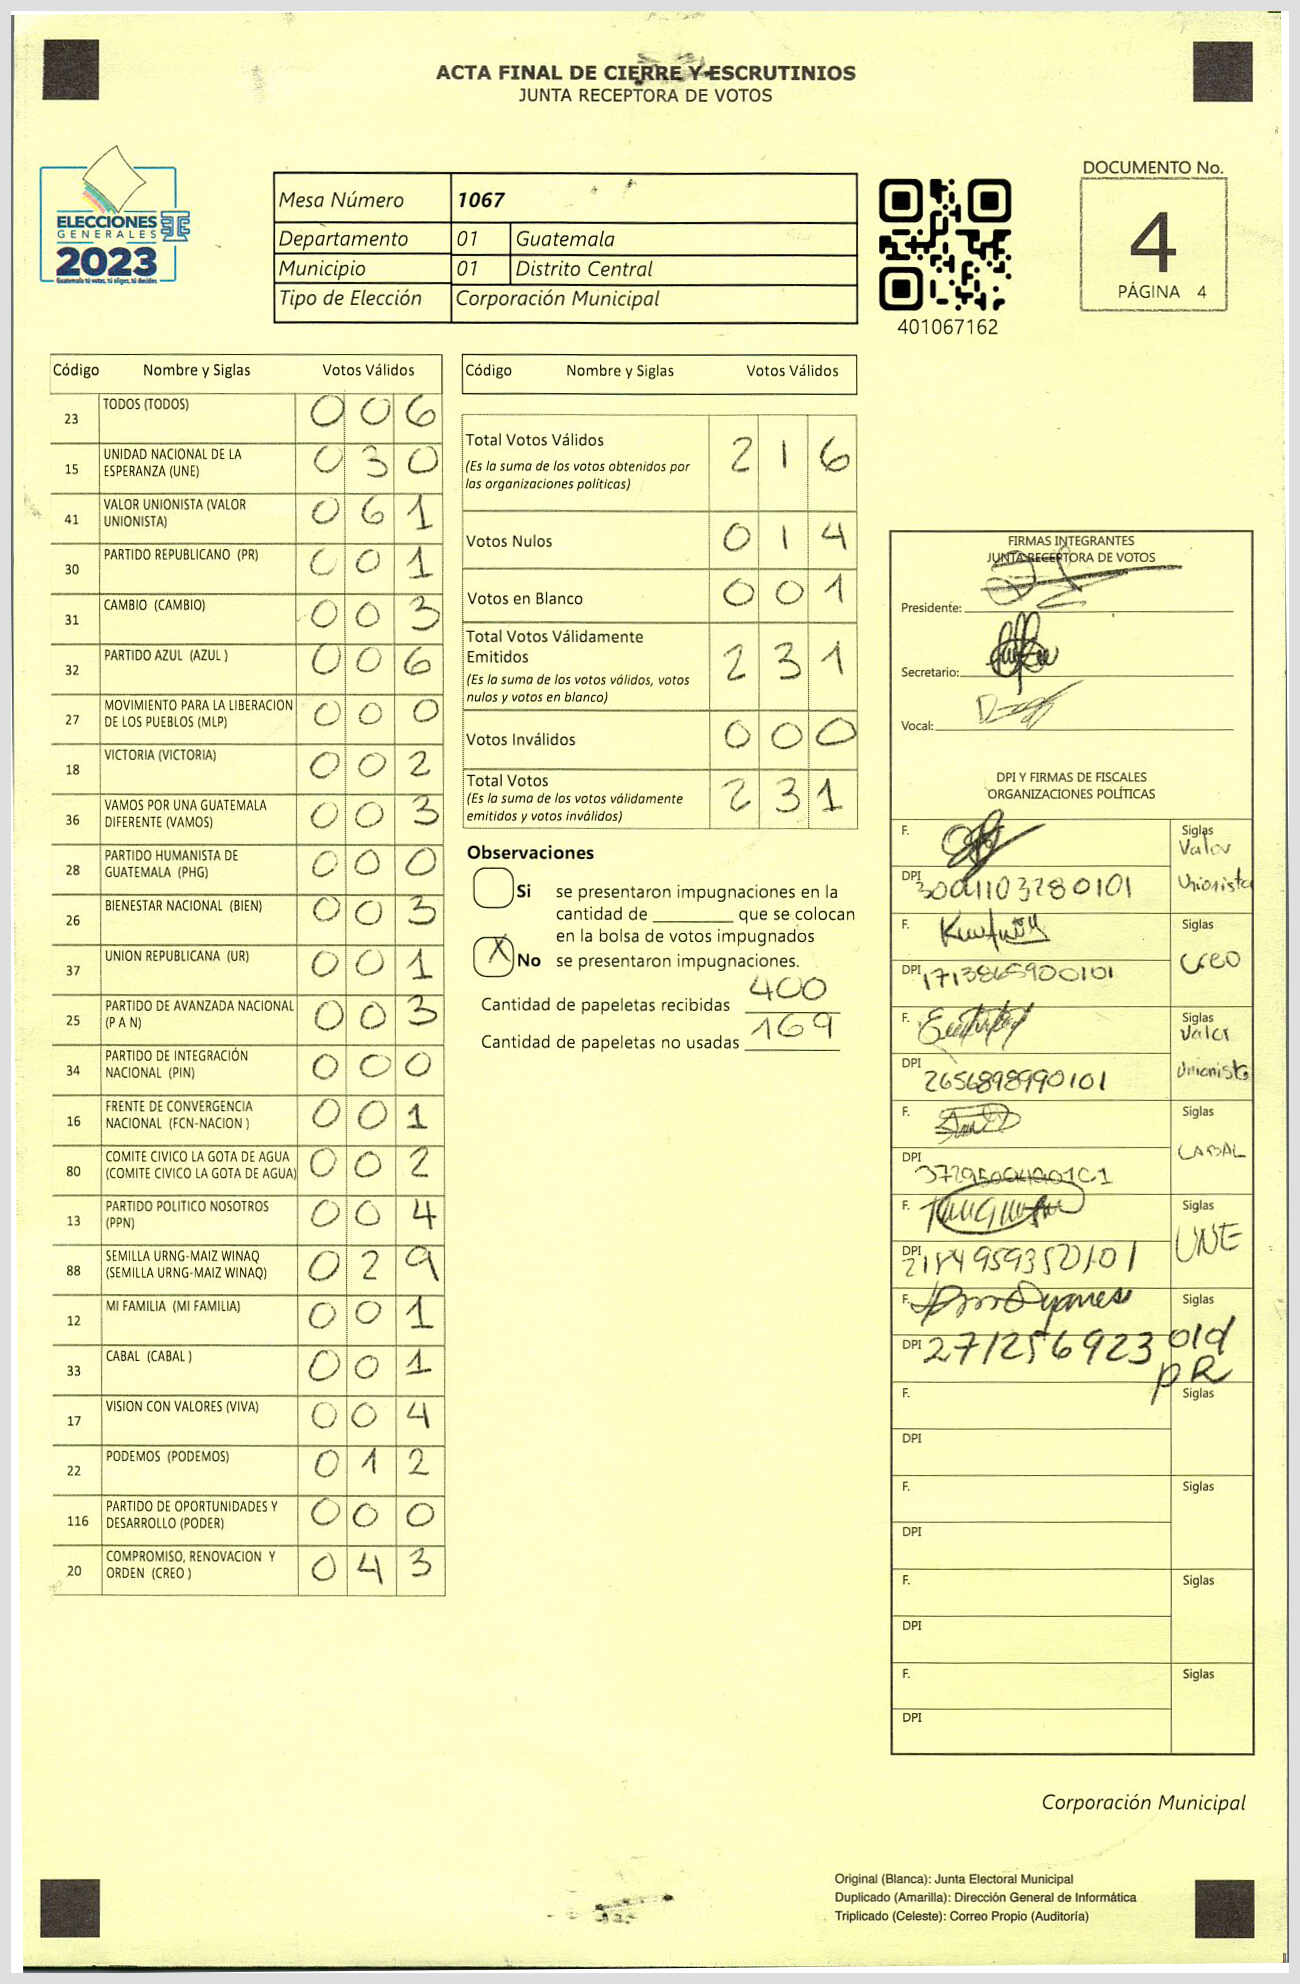 ACTA FINAL DE CIERRE Y ESCRUTINIOS
JUNTA RECEPTORA DE VOTOS
ELECCIONES
GENERALES
2023
Guatemala tú votas, tú eliges, tú decides
Mesa Número 1067
Departamento 01 Guatemala
Municipio 01 Distrito Central
Tipo de Elección Corporación Municipal
401067162
DOCUMENTO No.
4
PÁGINA 4
Código Nombre y Siglas Votos Válidos
23 TODOS (TODOS) 0 0 6
15 UNIDAD NACIONAL DE LA ESPERANZA (UNE) 0 3 0
41 VALOR UNIONISTA (VALOR UNIONISTA) 0 6 1
30 PARTIDO REPUBLICANO (PR) 0 0 1
31 CAMBIO (CAMBIO) 0 0 3
32 PARTIDO AZUL (AZUL ) 0 0 6
27 MOVIMIENTO PARA LA LIBERACION DE LOS PUEBLOS (MLP) 0 0 0
18 VICTORIA (VICTORIA) 0 0 2
36 VAMOS POR UNA GUATEMALA DIFERENTE (VAMOS) 0 0 3
28 PARTIDO HUMANISTA DE GUATEMALA (PHG) 0 0 0
26 BIENESTAR NACIONAL (BIEN) 0 0 3
37 UNION REPUBLICANA (UR) 0 0 1
25 PARTIDO DE AVANZADA NACIONAL (P A N) 0 0 3
34 PARTIDO DE INTEGRACIÓN NACIONAL (PIN) 0 0 0
16 FRENTE DE CONVERGENCIA NACIONAL (FCN-NACION ) 0 0 1
80 COMITE CIVICO LA GOTA DE AGUA (COMITE CIVICO LA GOTA DE AGUA) 0 0 2
13 PARTIDO POLITICO NOSOTROS (PPN) 0 0 4
88 SEMILLA URNG-MAIZ WINAQ (SEMILLA URNG-MAIZ WINAQ) 0 2 9
12 MI FAMILIA (MI FAMILIA) 0 0 1
33 CABAL (CABAL ) 0 0 1
17 VISION CON VALORES (VIVA) 0 0 4
22 PODEMOS (PODEMOS) 0 1 2
116 PARTIDO DE OPORTUNIDADES Y DESARROLLO (PODER) 0 0 0
20 COMPROMISO, RENOVACION Y ORDEN (CREO ) 0 4 3
Código Nombre y Siglas Votos Válidos
Total Votos Válidos 2 1 6
(Es la suma de los votos obtenidos por
las organizaciones políticas)
Votos Nulos 0 1 4
Votos en Blanco 0 0 1
Total Votos Válidamente
Emitidos 2 3 1
(Es la suma de los votos válidos, votos
nulos y votos en blanco)
Votos Inválidos 0 0 0
Total Votos 2 3 1
(Es la suma de los votos válidamente
emitidos y votos inválidos)
Observaciones
Si se presentaron impugnaciones en la
cantidad de ________ que se colocan
en la bolsa de votos impugnados
X No se presentaron impugnaciones.
Cantidad de papeletas recibidas 400
Cantidad de papeletas no usadas 169
FIRMAS INTEGRANTES
JUNTA RECEPTORA DE VOTOS
Presidente:
Secretario:
Vocal:
DPI Y FIRMAS DE FISCALES
ORGANIZACIONES POLÍTICAS
F. Siglas Valor
DPI 3001103280101 Unionista
F. Siglas
DPI 1713865900101 Creo
F. Siglas Valor
DPI 2656898990101 Unionista
F. Siglas
DPI CABAL
F. Siglas
DPI UNE
F. Siglas
DPI 271256923 010
PR
F. Siglas
DPI
F. Siglas
DPI
F. Siglas
DPI
F. Siglas
DPI
Corporación Municipal
Original (Blanca): Junta Electoral Municipal
Duplicado (Amarilla): Dirección General de Informática
Triplicado (Celeste): Correo Propio (Auditoría)